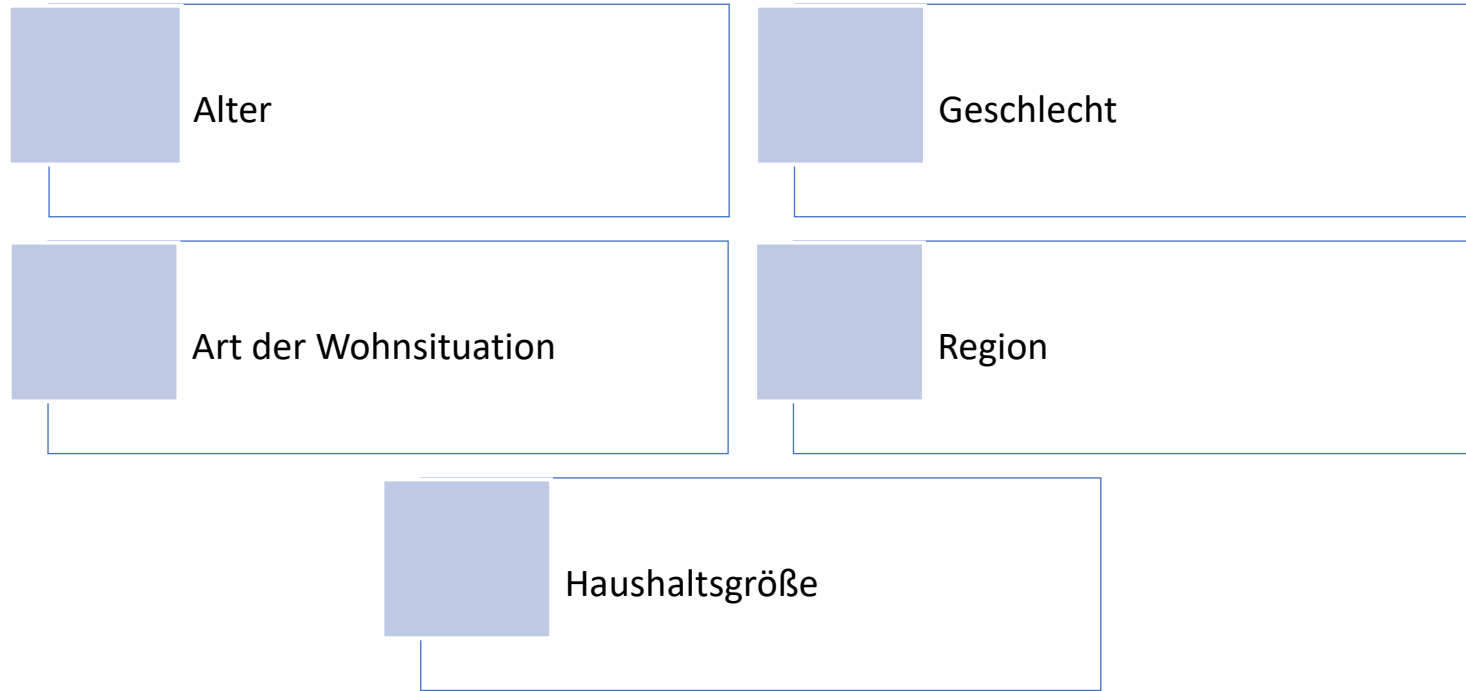 Alter
Geschlecht
Art der Wohnsituation
Region
Haushaltsgröße